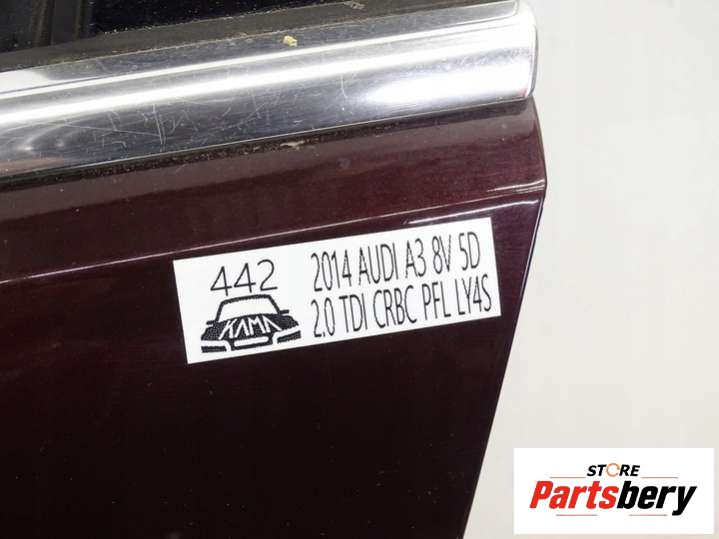 442
KAMA
2014 AUDI A3 8V 5D
2.0 TDI CRBC PFL LY4S
STORE
Partsbery